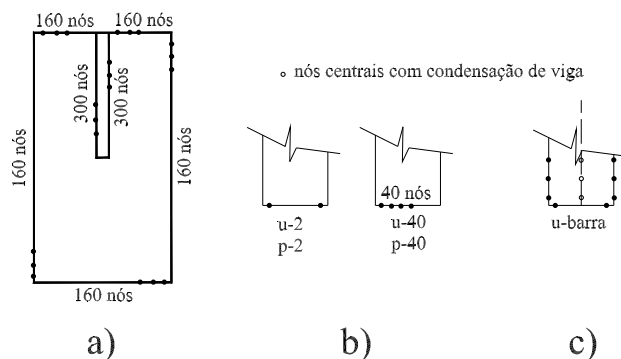 160 nós 160 nós
300 nós
300 nós
160 nós
160 nós
160 nós
a)
nós centrais com condensação de viga
40 nós
u-2 u-40
p-2 p-40
b)
u-barra
c)